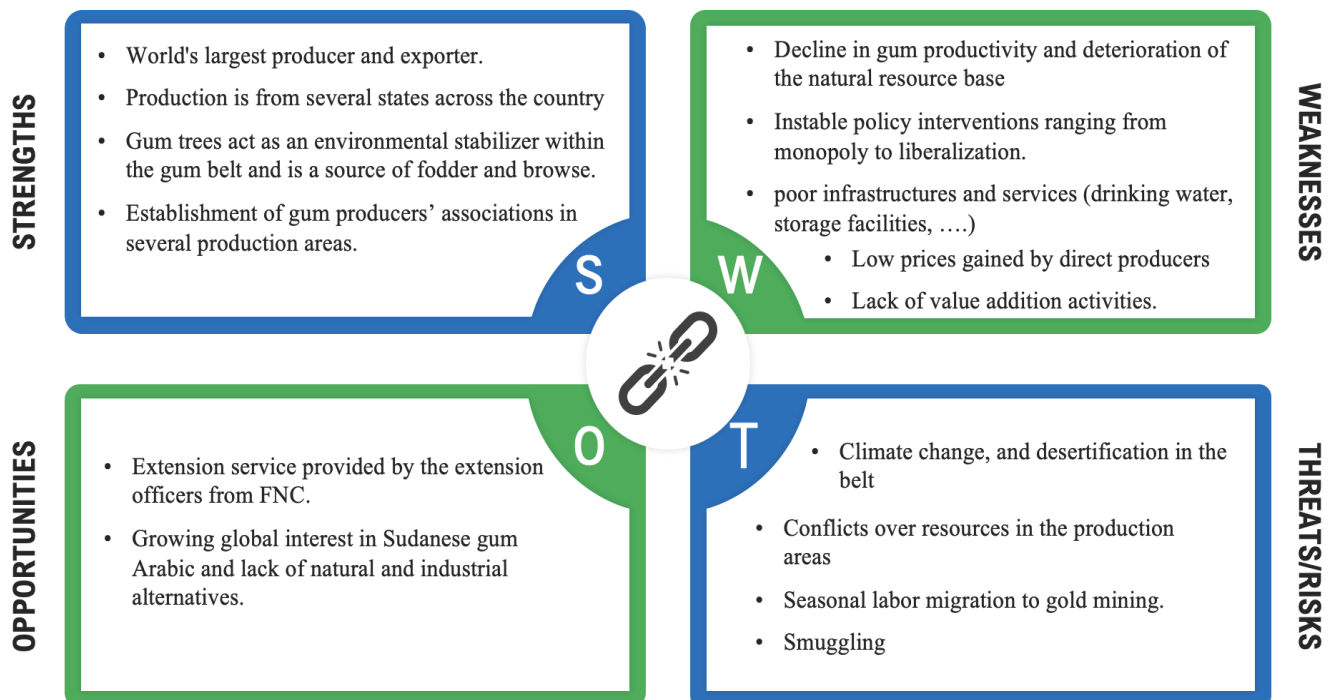 STRENGTHS
• World's largest producer and exporter.
• Production is from several states across the country
• Gum trees act as an environmental stabilizer within
the gum belt and is a source of fodder and browse.
• Establishment of gum producers’ associations in
several production areas.
S
WEAKNESSES
• Decline in gum productivity and deterioration of
the natural resource base
• Instable policy interventions ranging from
monopoly to liberalization.
• poor infrastructures and services (drinking water,
storage facilities, ….)
• Low prices gained by direct producers
• Lack of value addition activities.
W
OPPORTUNITIES
• Extension service provided by the extension
officers from FNC.
• Growing global interest in Sudanese gum
Arabic and lack of natural and industrial
alternatives.
O
THREATS/RISKS
• Climate change, and desertification in the
belt
• Conflicts over resources in the production
areas
• Seasonal labor migration to gold mining.
• Smuggling
T